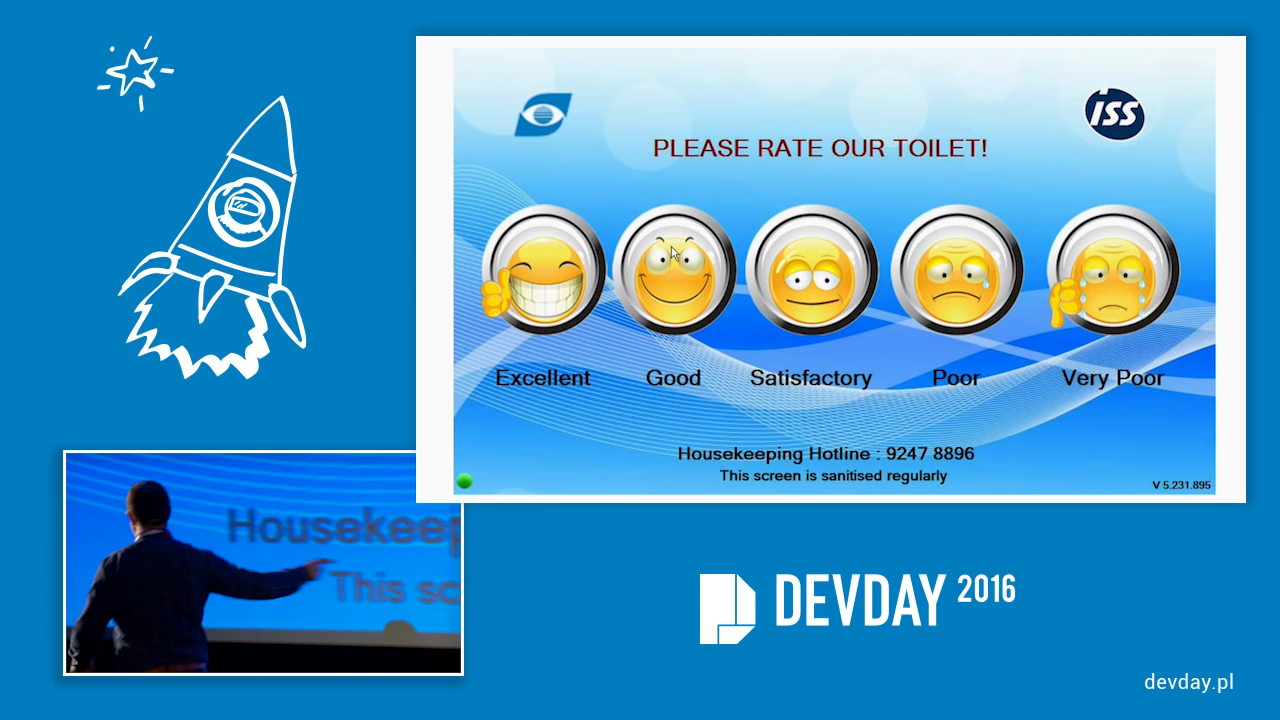 iss
PLEASE RATE OUR TOILET!
Excellent Good Satisfactory Poor Very Poor
Housekeeping Hotline : 9247 8896
This screen is sanitised regularly
V 5.231.895
Housekeep
This sc
DEVDAY 2016
devday.pl